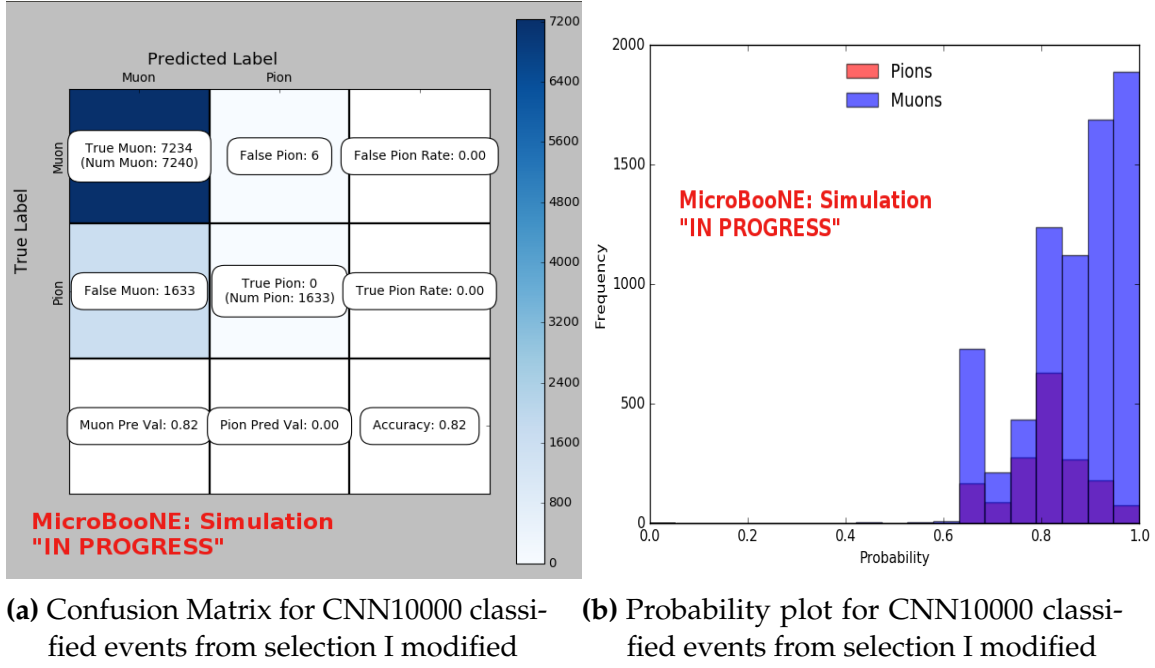 Predicted Label
Muon
Pion
True Label
Muon
Pion
True Muon: 7234
(Num Muon: 7240)
False Pion: 6
False Pion Rate: 0.00
False Muon: 1633
True Pion: 0
(Num Pion: 1633)
True Pion Rate: 0.00
Muon Pre Val: 0.82
Pion Pred Val: 0.00
Accuracy: 0.82
7200
6400
5600
4800
4000
3200
2400
1600
800
0
MicroBooNE: Simulation
"IN PROGRESS"
(a) Confusion Matrix for CNN10000 classi-
fied events from selection I modified
2000
1500
1000
500
0
Frequency
Pions
Muons
MicroBooNE: Simulation
"IN PROGRESS"
0.0
0.2
0.4
0.6
0.8
1.0
Probability
(b) Probability plot for CNN10000 classi-
fied events from selection I modified